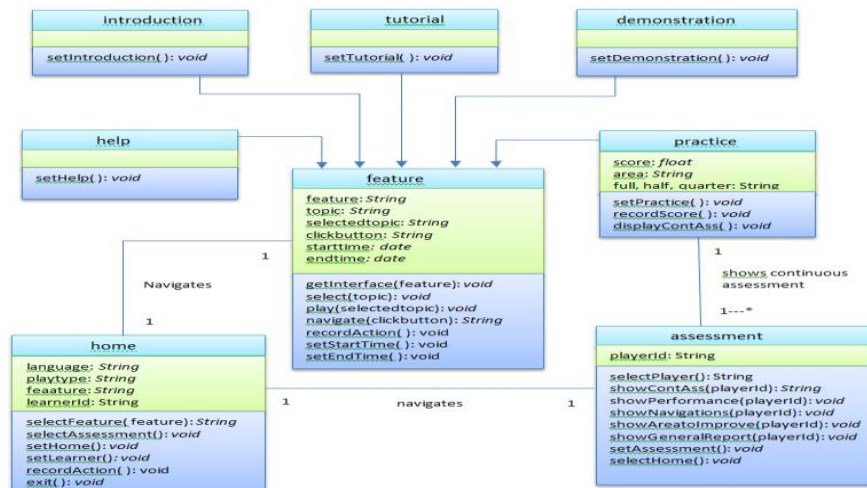 introduction
setIntroduction( ): void
tutorial
setTutorial( ): void
demonstration
setDemonstration( ): void
help
setHelp( ): void
feature
feature: String
topic: String
selectedtopic: String
clickbutton: String
starttime: date
endtime: date
getInterface(feature): void
select(topic): void
play(selectedtopic): void
navigate(clickbutton): String
recordAction( ): void
setStartTime( ): void
setEndTime( ): void
practice
score: float
area: String
full, half, quarter: String
setPractice( ): void
recordScore( ): void
displayContAss( ): void
1
Navigates
1
1
shows continuous
assessment
1---*
home
language: String
playtype: String
feaature: String
learnerId: String
selectFeature( feature): String
selectAssessment(): void
setHome(): void
setLearner(): void
recordAction( ): void
exit(): void
1
navigates
1
assessment
playerId: String
selectPlayer(): String
showContAss(playerId): String
showPerformance(playerId): void
showNavigations(playerId): void
showAreatoImprove(playerId): void
showGeneralReport(playerId): void
setAssessment(): void
selectHome(): void